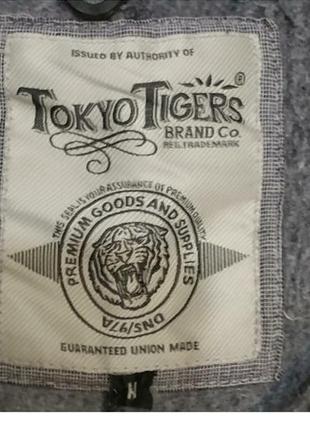 ISSUED BY AUTHORITY OF
TOKYO TIGERS ®
BRAND CO.
REG. TRADEMARK
THIS SEAL IS YOUR ASSURANCE OF PREMIUM QUALITY
PREMIUM GOODS AND SUPPLIES
DNS/97A
GUARANTEED UNION MADE
M